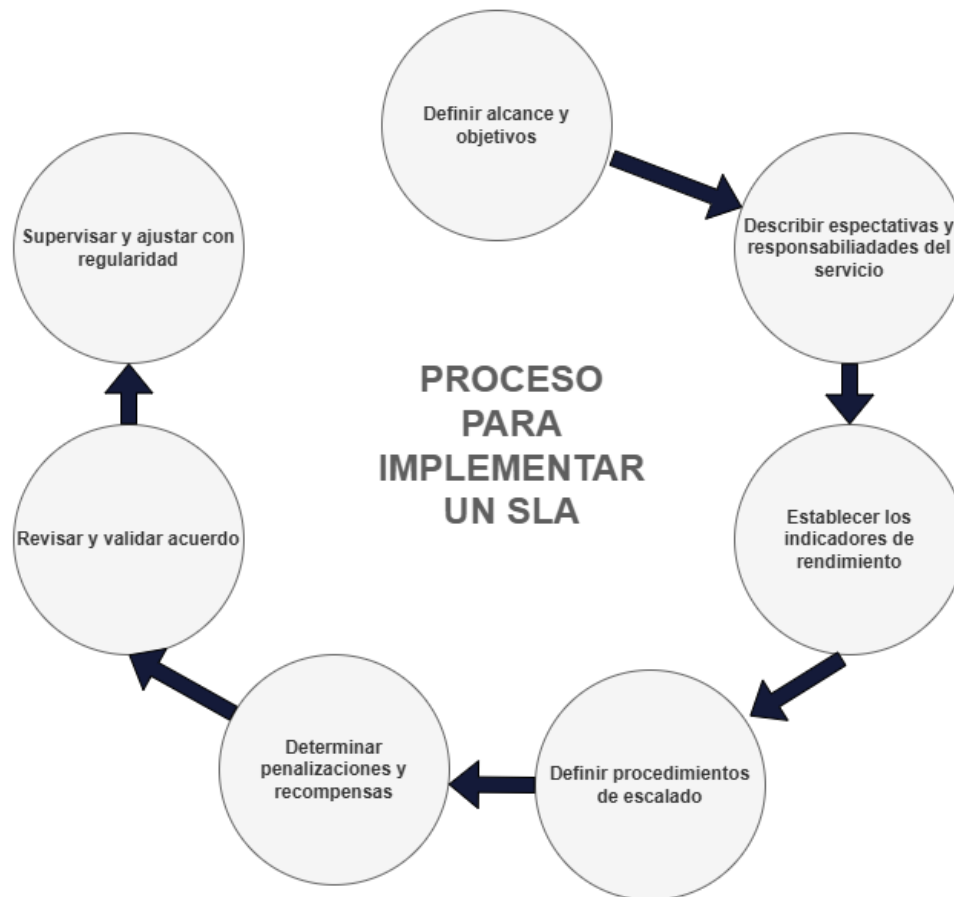 Definir alcance y
objetivos
Describir espectativas y
responsabiliadades del
servicio
Establecer los
indicadores de
rendimiento
Definir procedimientos
de escalado
Determinar
penalizaciones y
recompensas
Revisar y validar acuerdo
Supervisar y ajustar con
regularidad
PROCESO
PARA
IMPLEMENTAR
UN SLA